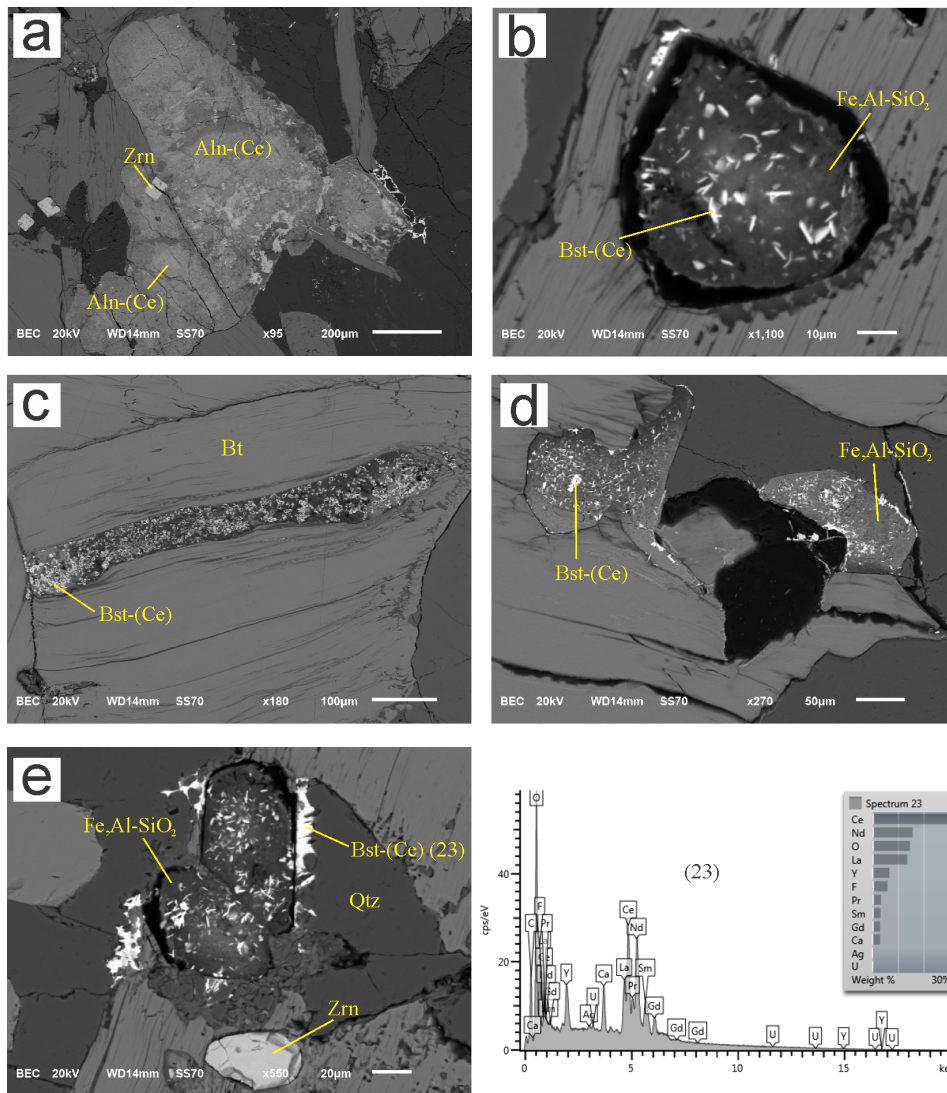 a
Zrn
Aln-(Ce)
Aln-(Ce)
BEC 20kV WD14mm SS70 x95 200µm
b
Fe,Al-SiO2
Bst-(Ce)
BEC 20kV WD14mm SS70 x1,100 10µm
c
Bt
Bst-(Ce)
BEC 20kV WD14mm SS70 x180 100µm
d
Fe,Al-SiO2
Bst-(Ce)
BEC 20kV WD14mm SS70 x270 50µm
e
Fe,Al-SiO2
Bst-(Ce) (23)
Qtz
Zrn
BEC 20kV WD14mm SS70 x550 20µm
cps/eV
40
20
0
0 5 10 15 ke
(23)
O
F
C
Pr
Ce
Nd
La
Sm
Y
U
Ca
Pr
Gd
Ag
Ca
Gd
Gd
U
U
Y
Y
U
U
Spectrum 23
Ce
Nd
O
La
Y
F
Pr
Sm
Gd
Ca
Ag
U
Weight % 30%